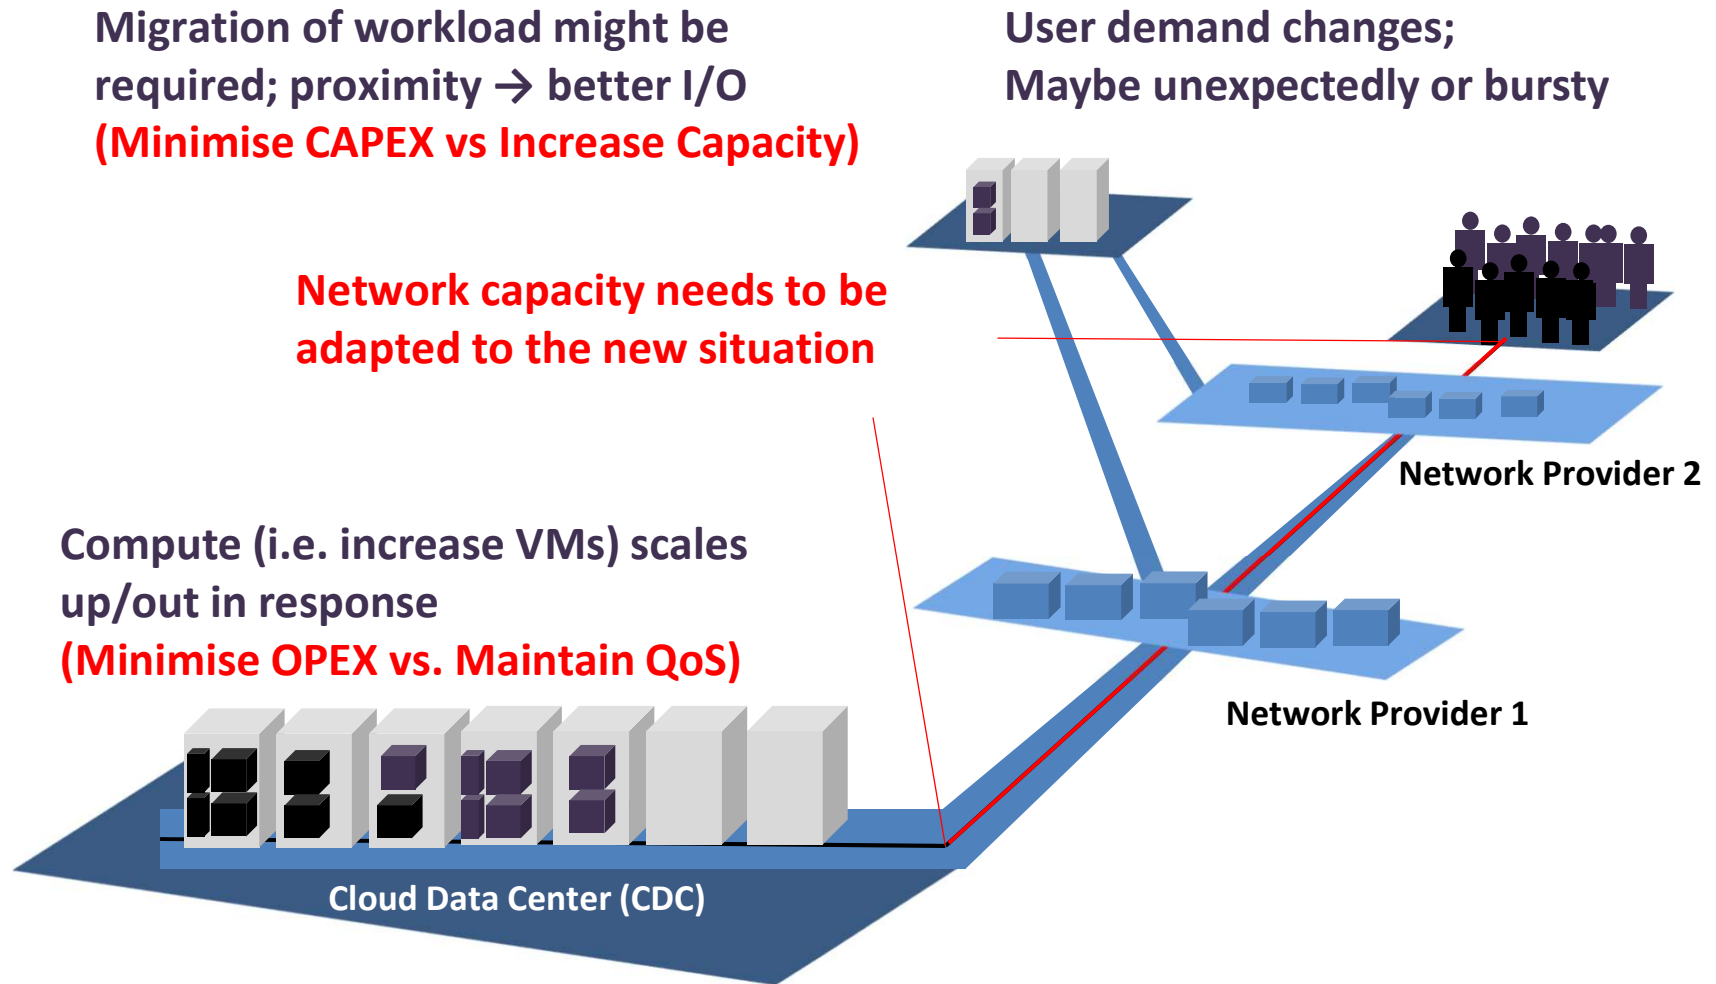 Migration of workload might be
required; proximity → better I/O
(Minimise CAPEX vs Increase Capacity)
User demand changes;
Maybe unexpectedly or bursty
Network capacity needs to be
adapted to the new situation
Network Provider 2
Compute (i.e. increase VMs) scales
up/out in response
(Minimise OPEX vs. Maintain QoS)
Network Provider 1
Cloud Data Center (CDC)